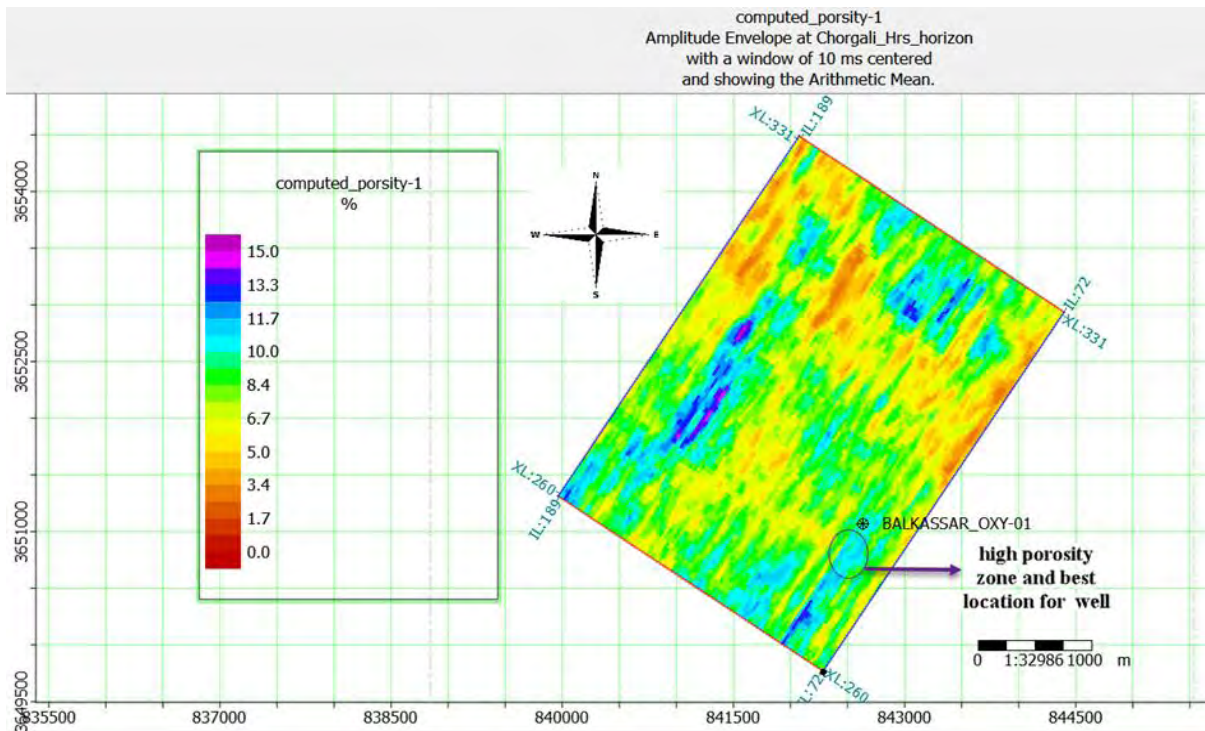 computed_porsity-1
Amplitude Envelope at Chorgali_Hrs_horizon
with a window of 10 ms centered
and showing the Arithmetic Mean.
XL:331
IL:189
3654000
computed_porsity-1
%
N
W
E
S
15.0
13.3
11.7
10.0
8.4
6.7
5.0
3.4
1.7
0.0
IL:72
XL:331
3652500
XL:260
IL:189
3651000
BALKASSAR_OXY-01
high porosity
zone and best
location for well
0
1:32986
1000
m
IL:72
XL:260
3649500
835500
837000
838500
840000
841500
843000
844500